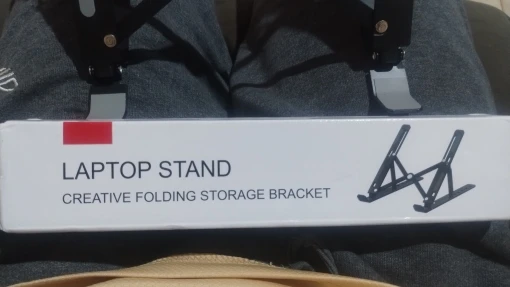 LAPTOP STAND
CREATIVE FOLDING STORAGE BRACKET